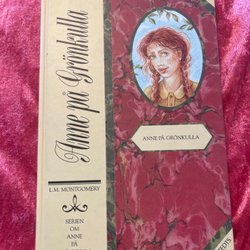 Anne på Grönkulla
ANNE PÅ GRÖNKULLA
L.M. MONTGOMERY
SERIEN
OM
ANNE
PÅ